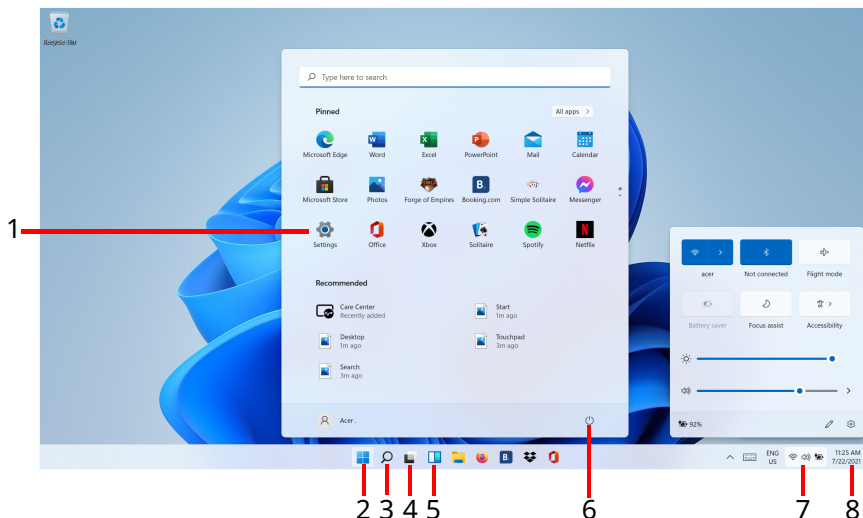 Recycle Bin
Type here to search
Pinned
All apps >
Microsoft Edge Word Excel PowerPoint Mail Calendar
Microsoft Store Photos Forge of Empires Booking.com Simple Solitaire Messenger
1
Settings Office Xbox Solitaire Spotify Netflix
acer Not connected Flight mode
Recommended
Care Center
Recently added
Start
1m ago
Battery saver Focus assist Accessibility
Desktop
1m ago
Touchpad
3m ago
Search
3m ago
Acer .
92%
B.
ENG
US
11:25 AM
7/22/2021
2 3 4 5 6 7 8